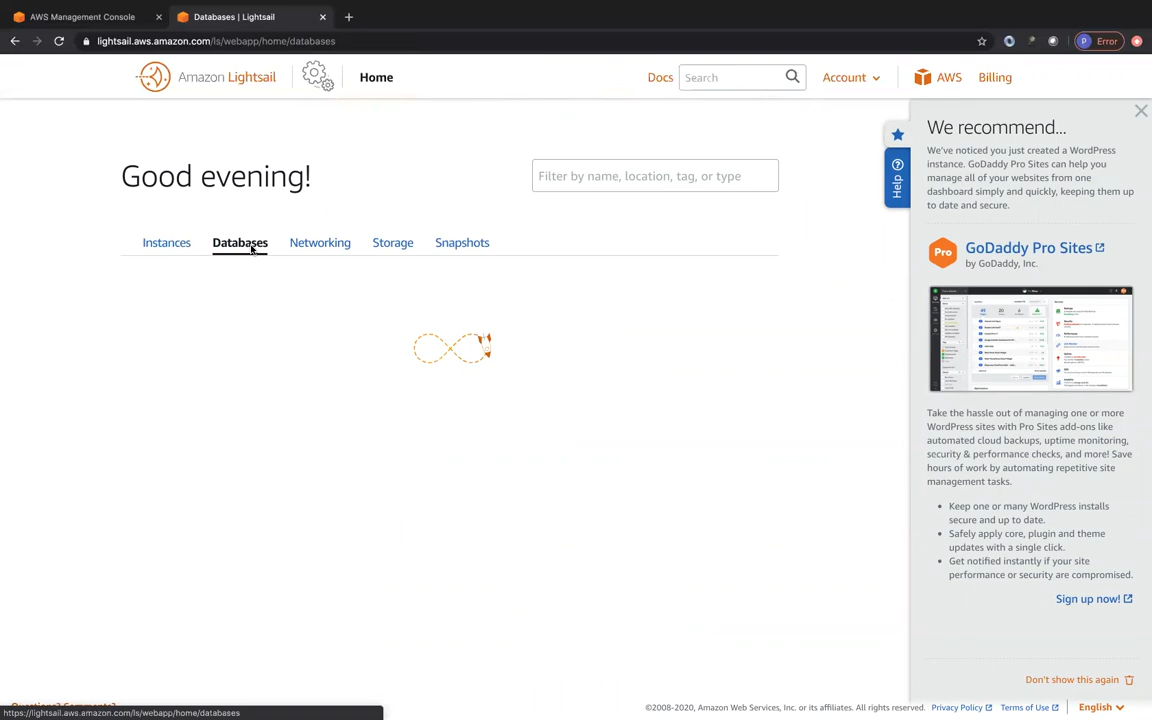 AWS Management Console
Databases | Lightsail
lightsail.aws.amazon.com/ls/webapp/home/databases
P Error
Amazon Lightsail
Home
Docs
Search
Account
AWS
Billing
Good evening!
Filter by name, location, tag, or type
Instances
Databases
Networking
Storage
Snapshots
Help
We recommend...
We've noticed you just created a WordPress
instance. GoDaddy Pro Sites can help you
manage all of your websites from one
dashboard simply and quickly, keeping them up
to date and secure.
Pro
GoDaddy Pro Sites
by GoDaddy, Inc.
Take the hassle out of managing one or more
WordPress sites with Pro Sites add-ons like
automated cloud backups, uptime monitoring,
security & performance checks, and more! Save
hours of work by automating repetitive site
management tasks.
Keep one or many WordPress installs
secure and up to date.
Safely apply core, plugin and theme
updates with a single click.
Get notified instantly if your site
performance or security are compromised.
Sign up now!
Don't show this again
Questions? Comments?
https://lightsail.aws.amazon.com/ls/webapp/home/databases
©2008-2020, Amazon Web Services, Inc. or its affiliates. All rights reserved.
Privacy Policy
Terms of Use
English